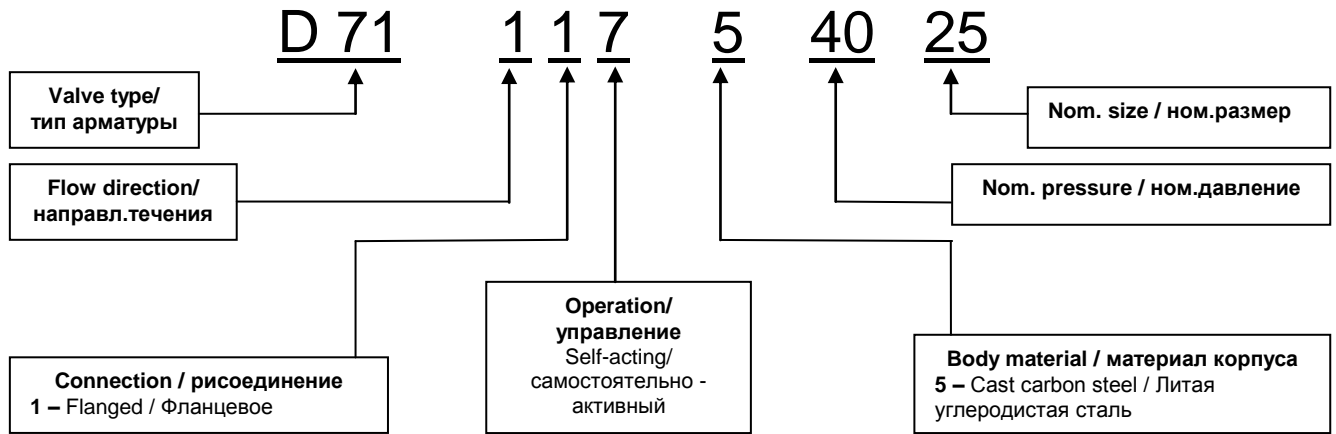 D 71 1 1 7 5 40 25
Valve type/
тип арматуры
Nom. size / ном.размер
Flow direction/
направл.течения
Nom. pressure / ном.давление
Operation/
управление
Self-acting/
самостоятельно -
активный
Connection / рисоединение
1 – Flanged / Фланцевое
Body material / материал корпуса
5 – Cast carbon steel / Литая
углеродистая сталь